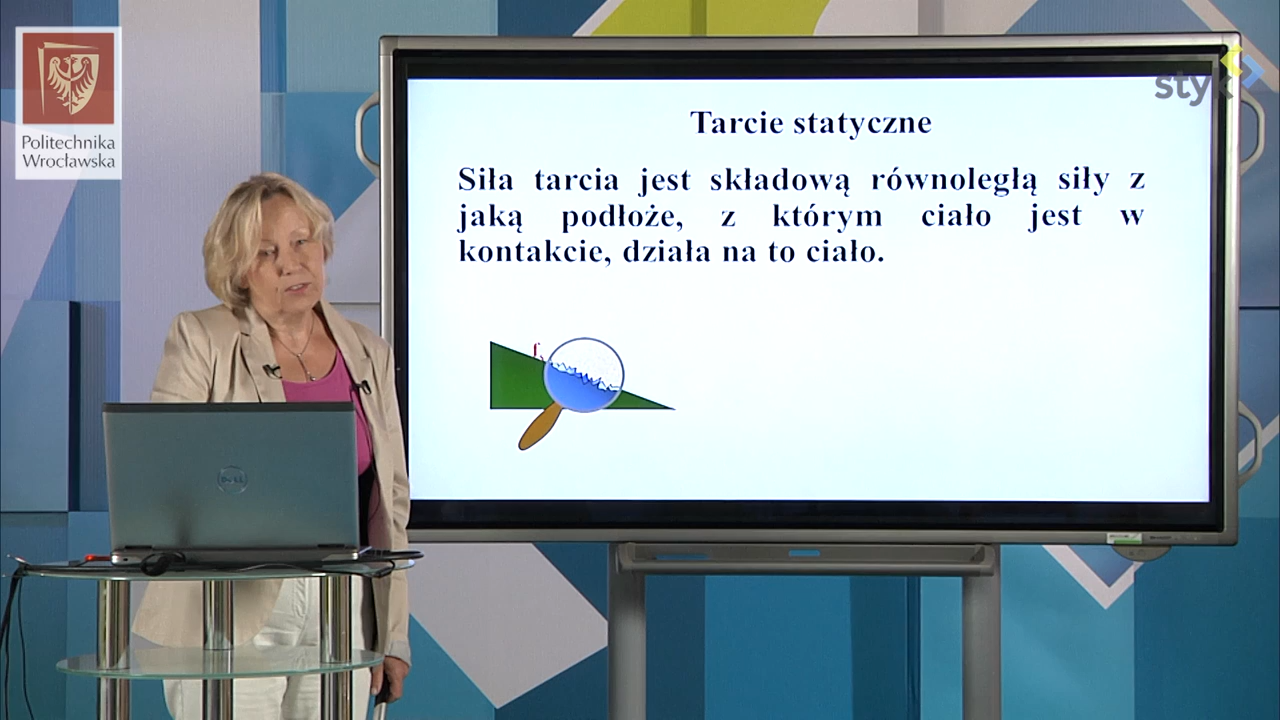 Politechnika
Wrocławska
styk
Tarcie statyczne
Siła tarcia jest składową równoległą siły z
jaką podłoże, z którym ciało jest w
kontakcie, działa na to ciało.
DELL